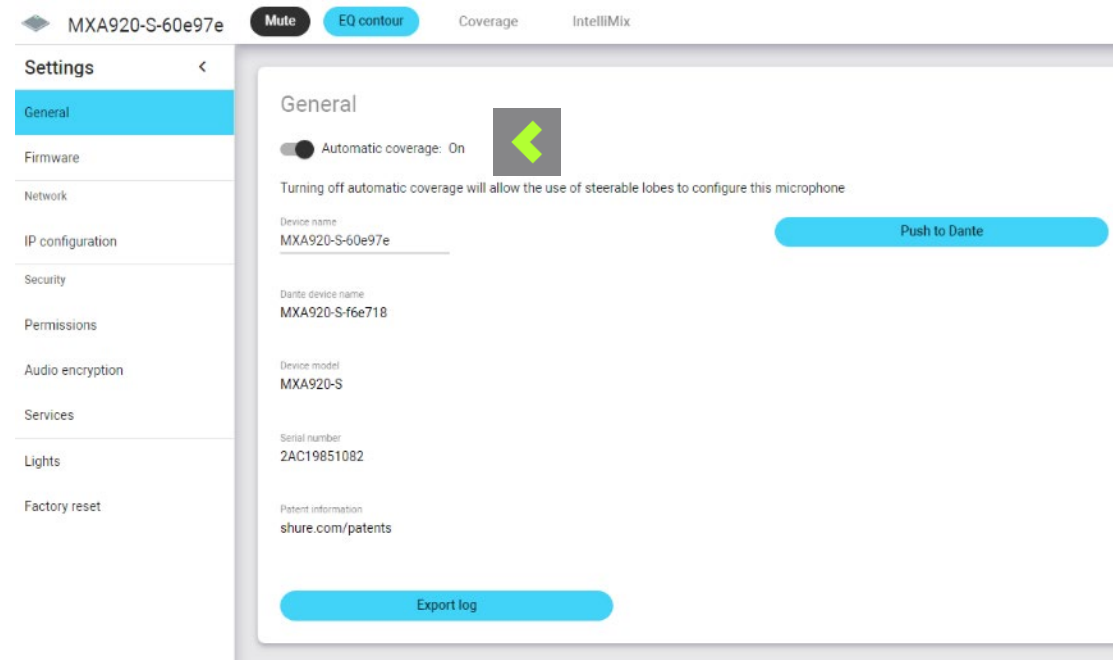 MXA920-S-60e97e
Mute
EQ contour
Coverage
IntelliMix
Settings
General
Firmware
Network
IP configuration
Security
Permissions
Audio encryption
Services
Lights
Factory reset
General
Automatic coverage: On
Turning off automatic coverage will allow the use of steerable lobes to configure this microphone
Device name
MXA920-S-60e97e
Push to Dante
Dante device name
MXA920-S-f6e718
Device model
MXA920-S
Serial number
2AC19851082
Patent information
shure.com/patents
Export log